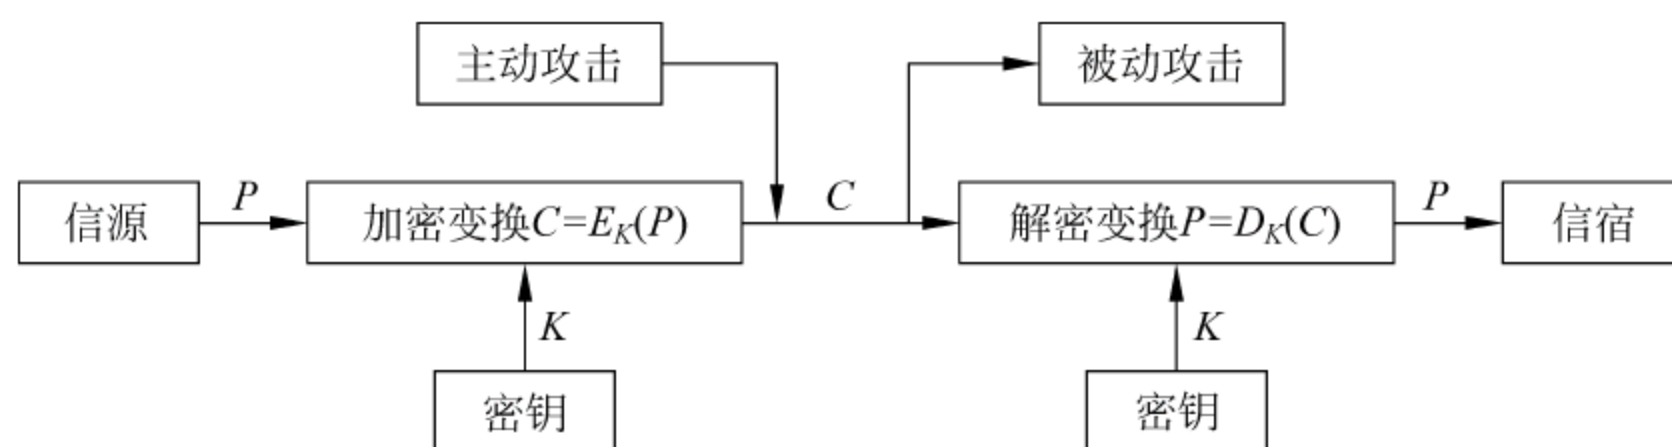 主动攻击
被动攻击
信源
P
加密变换C=E_K(P)
C
解密变换P=D_K(C)
P
信宿
K
K
密钥
密钥